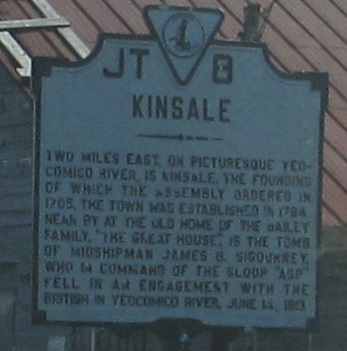 JT 8
KINSALE
TWO MILES EAST, ON PICTURESQUE YEO-
COMICO RIVER, IS KINSALE, THE FOUNDING
OF WHICH THE ASSEMBLY ORDERED IN
1705. THE TOWN WAS ESTABLISHED IN 1784.
NEAR BY AT THE OLD HOME OF THE BAILEY
FAMILY, "THE GREAT HOUSE", IS THE TOMB
OF MIDSHIPMAN JAMES B. SIGOURNEY,
WHO IN COMMAND OF THE SLOOP "ASP"
FELL IN AN ENGAGEMENT WITH THE
BRITISH IN YEOCOMICO RIVER, JUNE 14, 1813.